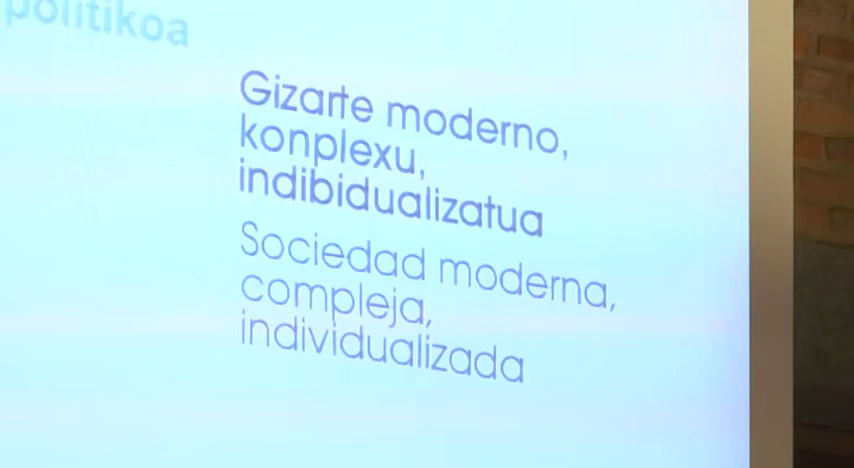 politikoa
Gizarte moderno,
konplexu,
indibidualizatua
Sociedad moderna,
compleja,
individualizada